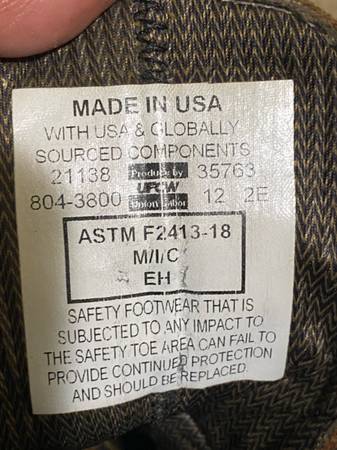 MADE IN USA
WITH USA & GLOBALLY
SOURCED COMPONENTS
21138 Produced by 35763
UFCW
804-3800 Union Labor 12 2E
ASTM F2413-18
M/I/C
EH
SAFETY FOOTWEAR THAT IS
SUBJECTED TO ANY IMPACT TO
THE SAFETY TOE AREA CAN FAIL TO
PROVIDE CONTINUED PROTECTION
AND SHOULD BE REPLACED.